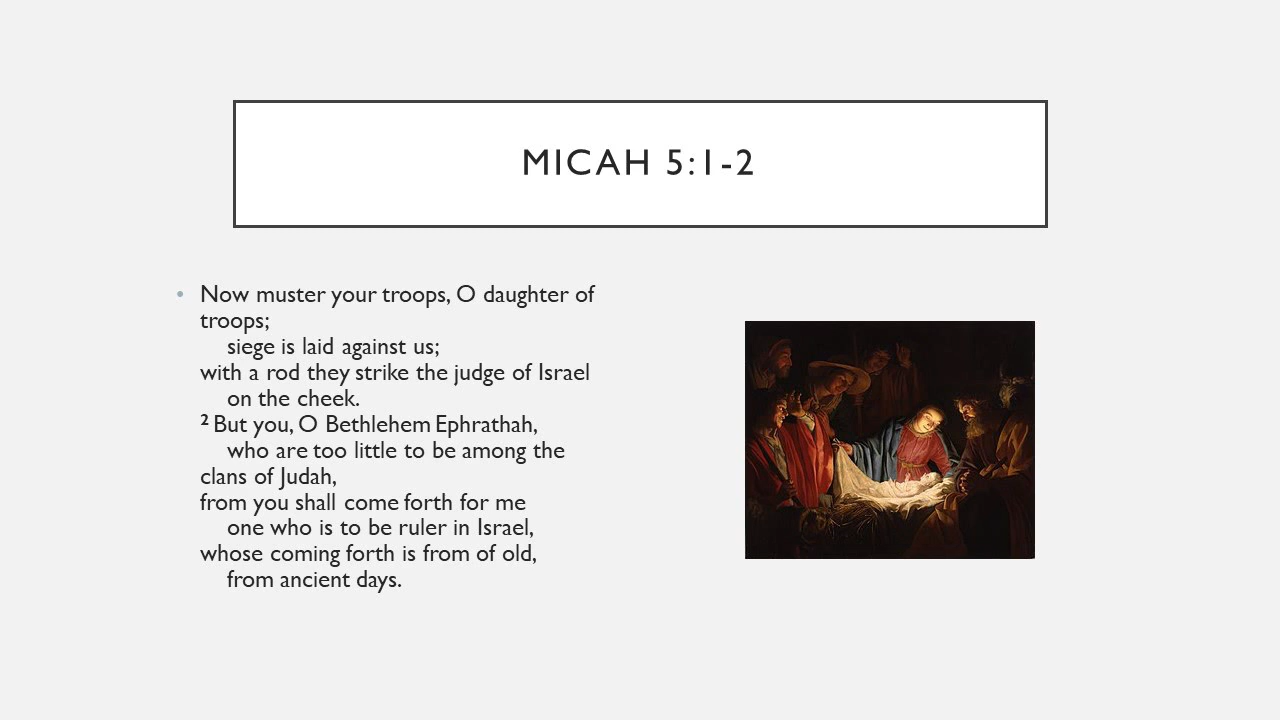 MICAH 5:1-2
• Now muster your troops, O daughter of
troops;
siege is laid against us;
with a rod they strike the judge of Israel
on the cheek.
² But you, O Bethlehem Ephrathah,
who are too little to be among the
clans of Judah,
from you shall come forth for me
one who is to be ruler in Israel,
whose coming forth is from of old,
from ancient days.